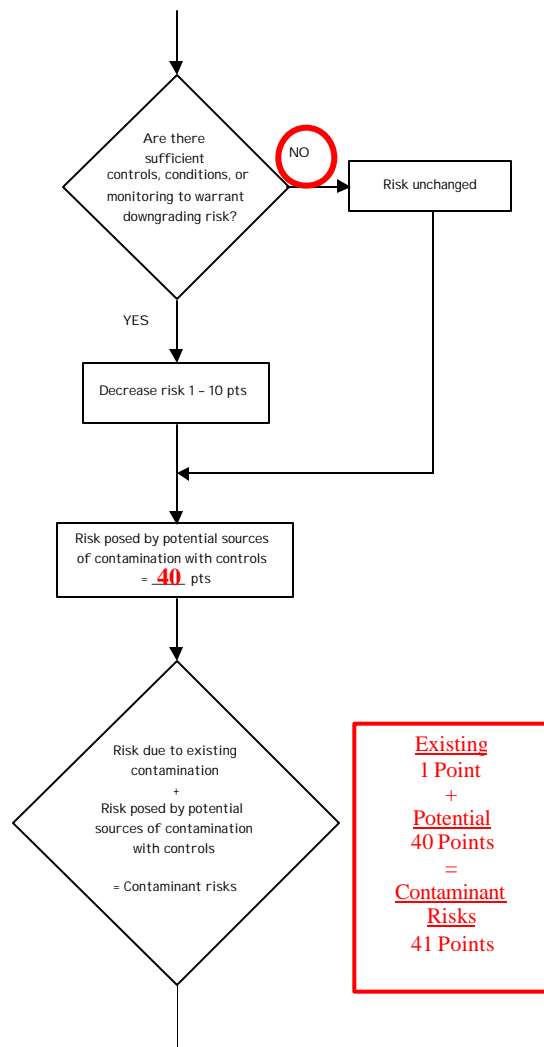 Are there
sufficient
controls, conditions, or
monitoring to warrant
downgrading risk?
NO
Risk unchanged
YES
Decrease risk 1 – 10 pts
Risk posed by potential sources
of contamination with controls
= 40 pts
Risk due to existing
contamination
+
Risk posed by potential
sources of contamination
with controls
= Contaminant risks
Existing
1 Point
+
Potential
40 Points
=
Contaminant
Risks
41 Points